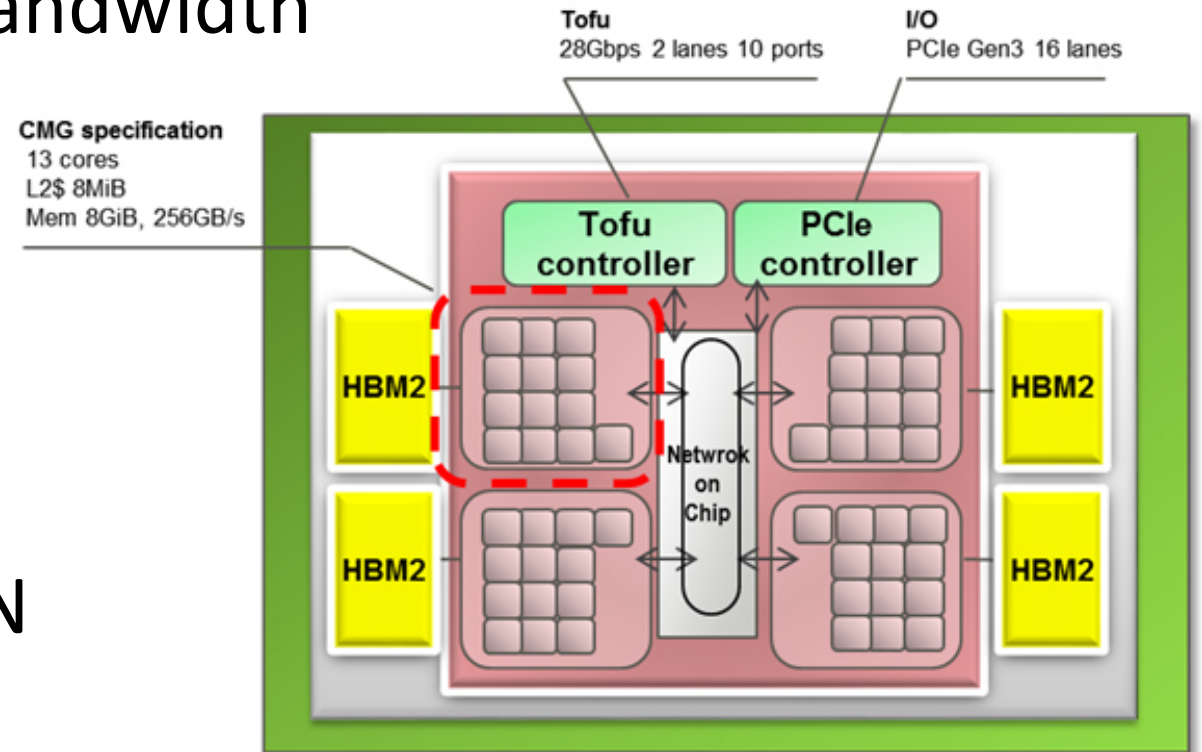 andwidth
Tofu
28Gbps 2 lanes 10 ports
I/O
PCIe Gen3 16 lanes
CMG specification
13 cores
L2$ 8MiB
Mem 8GiB, 256GB/s
Tofu
controller
PCIe
controller
HBM2
HBM2
Netwrok
on
Chip
HBM2
HBM2
N